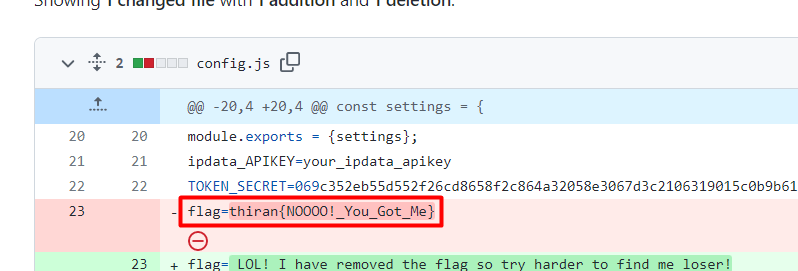 Showing 1 changed file with 1 addition and 1 deletion.
2 config.js
@@ -20,4 +20,4 @@ const settings = {
20 20 module.exports = {settings};
21 21 ipdata_APIKEY=your_ipdata_apikey
22 22 TOKEN_SECRET=069c352eb55d552f26cd8658f2c864a32058e3067d3c2106319015c0b9b61
23 - flag=thiran{NOOOO!_You_Got_Me}
23 + flag= LOL! I have removed the flag so try harder to find me loser!